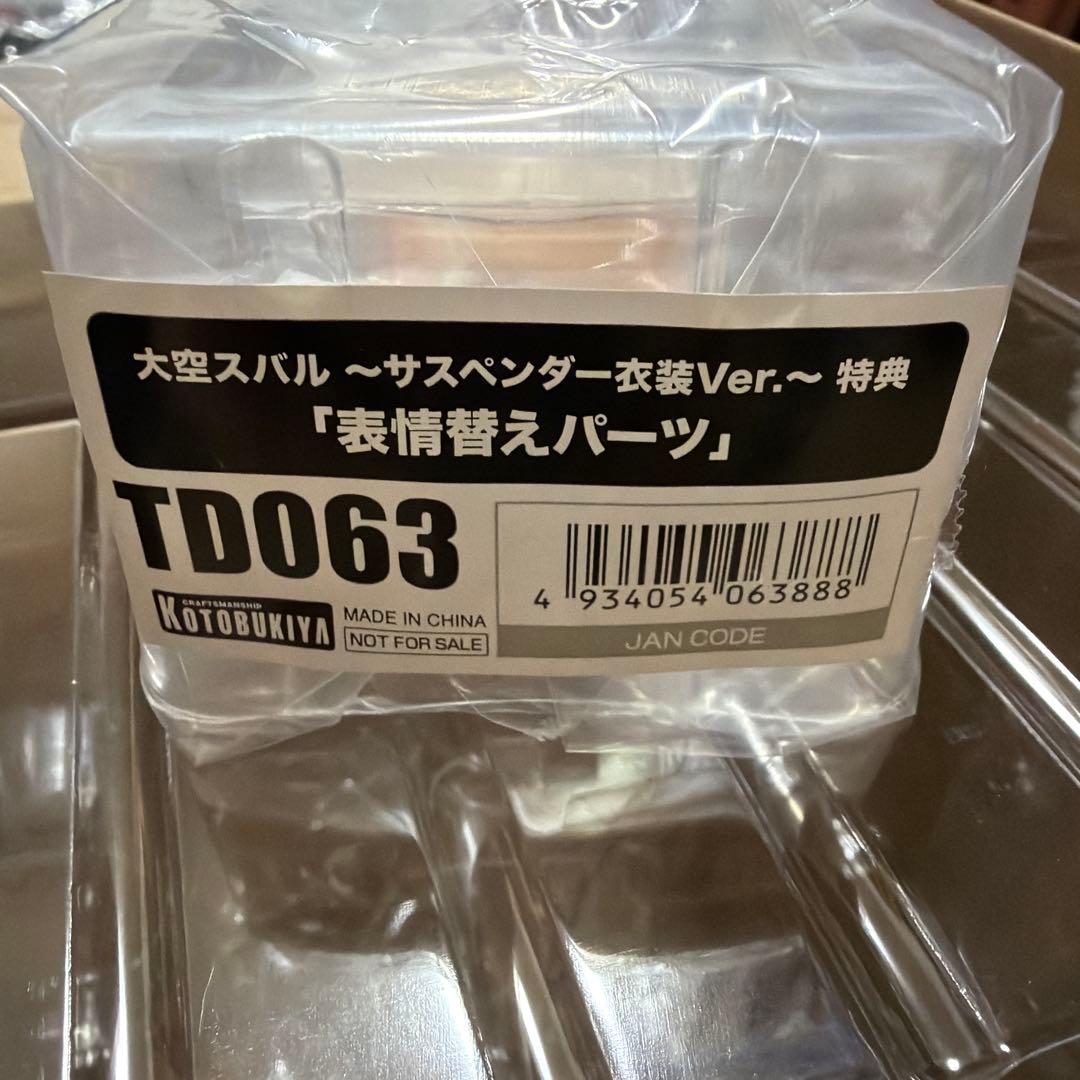 大空スバル ～サスペンダー衣装Ver.～ 特典
「表情替えパーツ」
TD063
CRAFTSMANSHIP
KOTOBUKIYA
MADE IN CHINA
NOT FOR SALE
4 934054 063888
JAN CODE